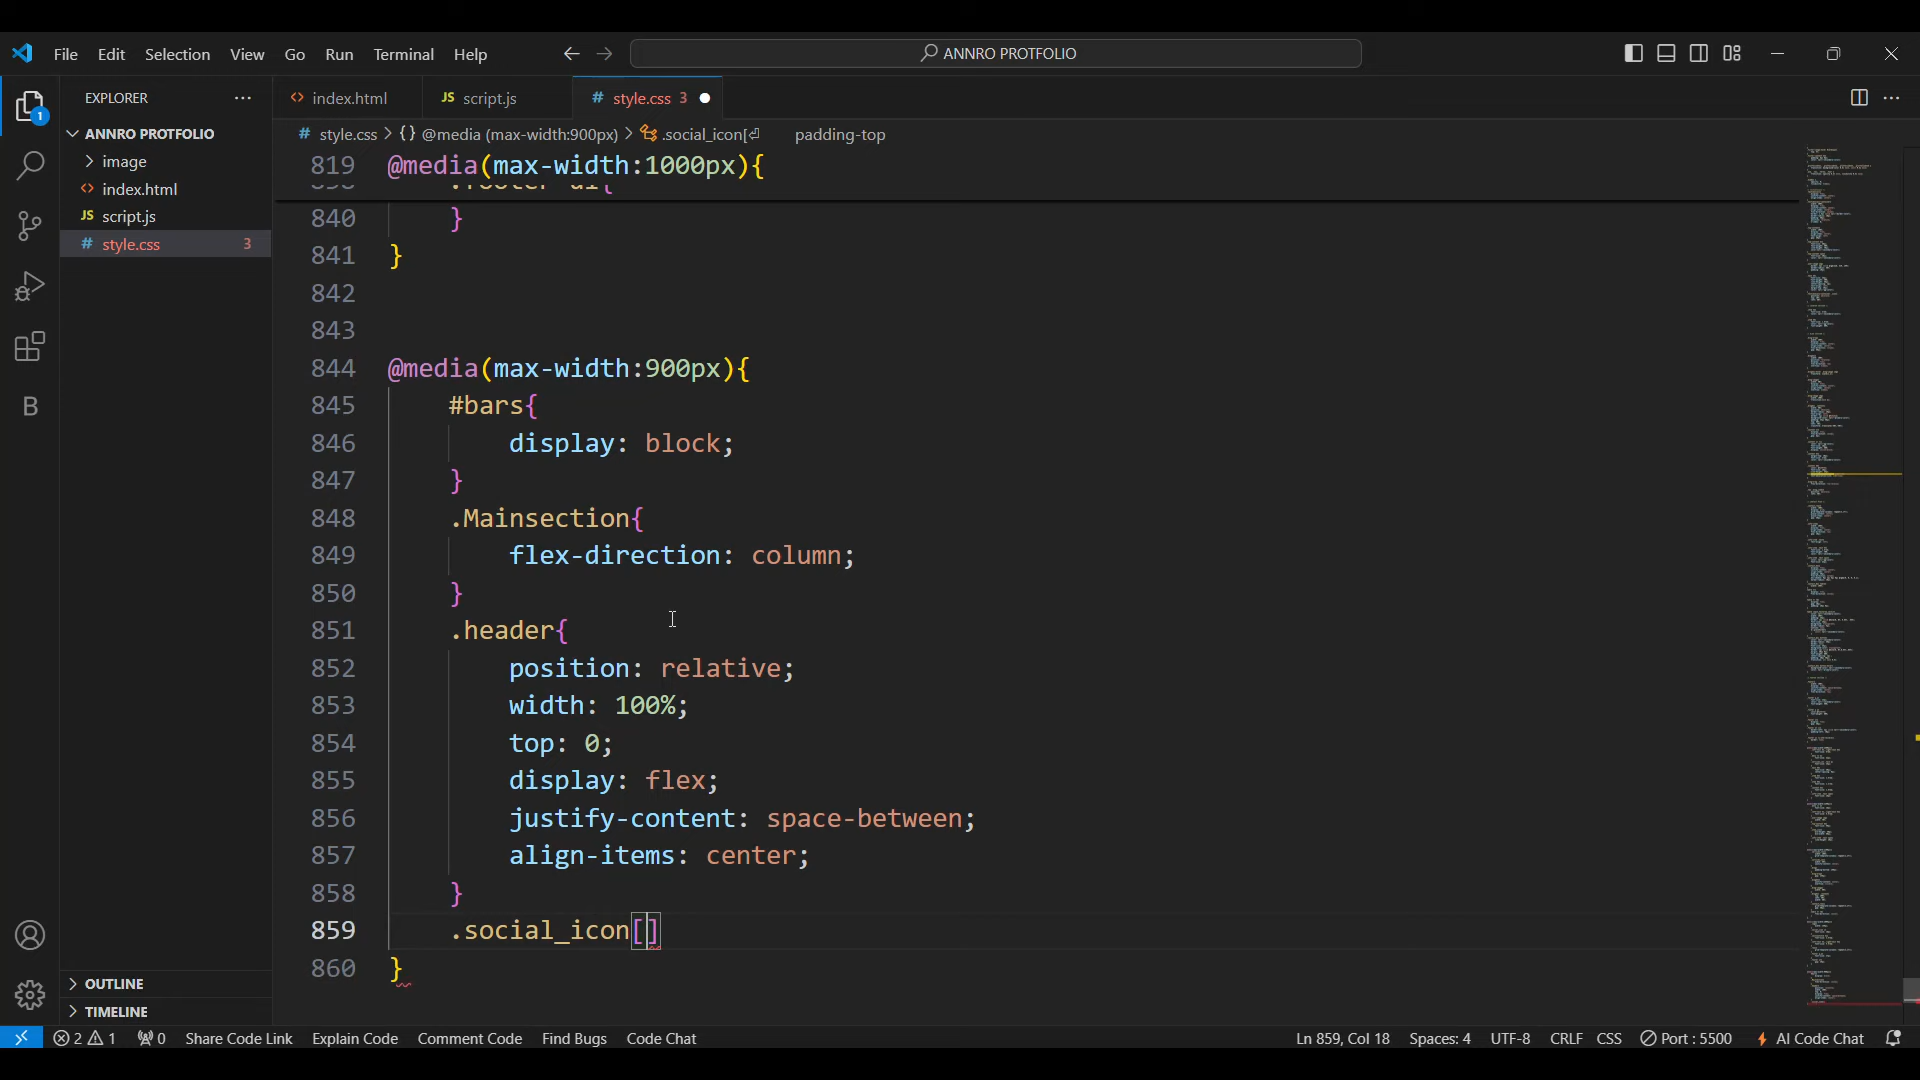 File Edit Selection View Go Run Terminal Help
ANNRO PROTFOLIO
EXPLORER
index.html
JS script.js
# style.css 3
# style.css > {} @media (max-width:900px) > .social_icon[⏎ padding-top
ANNRO PROTFOLIO
image
index.html
JS script.js
# style.css 3
1
B
819 @media(max-width:1000px){
840 }
841 }
842
843
844 @media(max-width:900px){
845 #bars{
846 display: block;
847 }
848 .Mainsection{
849 flex-direction: column;
850 }
851 .header{
852 position: relative;
853 width: 100%;
854 top: 0;
855 display: flex;
856 justify-content: space-between;
857 align-items: center;
858 }
859 .social_icon[]
860 }
OUTLINE
TIMELINE
2 1 0 Share Code Link Explain Code Comment Code Find Bugs Code Chat
Ln 859, Col 18 Spaces: 4 UTF-8 CRLF CSS Port : 5500 AI Code Chat